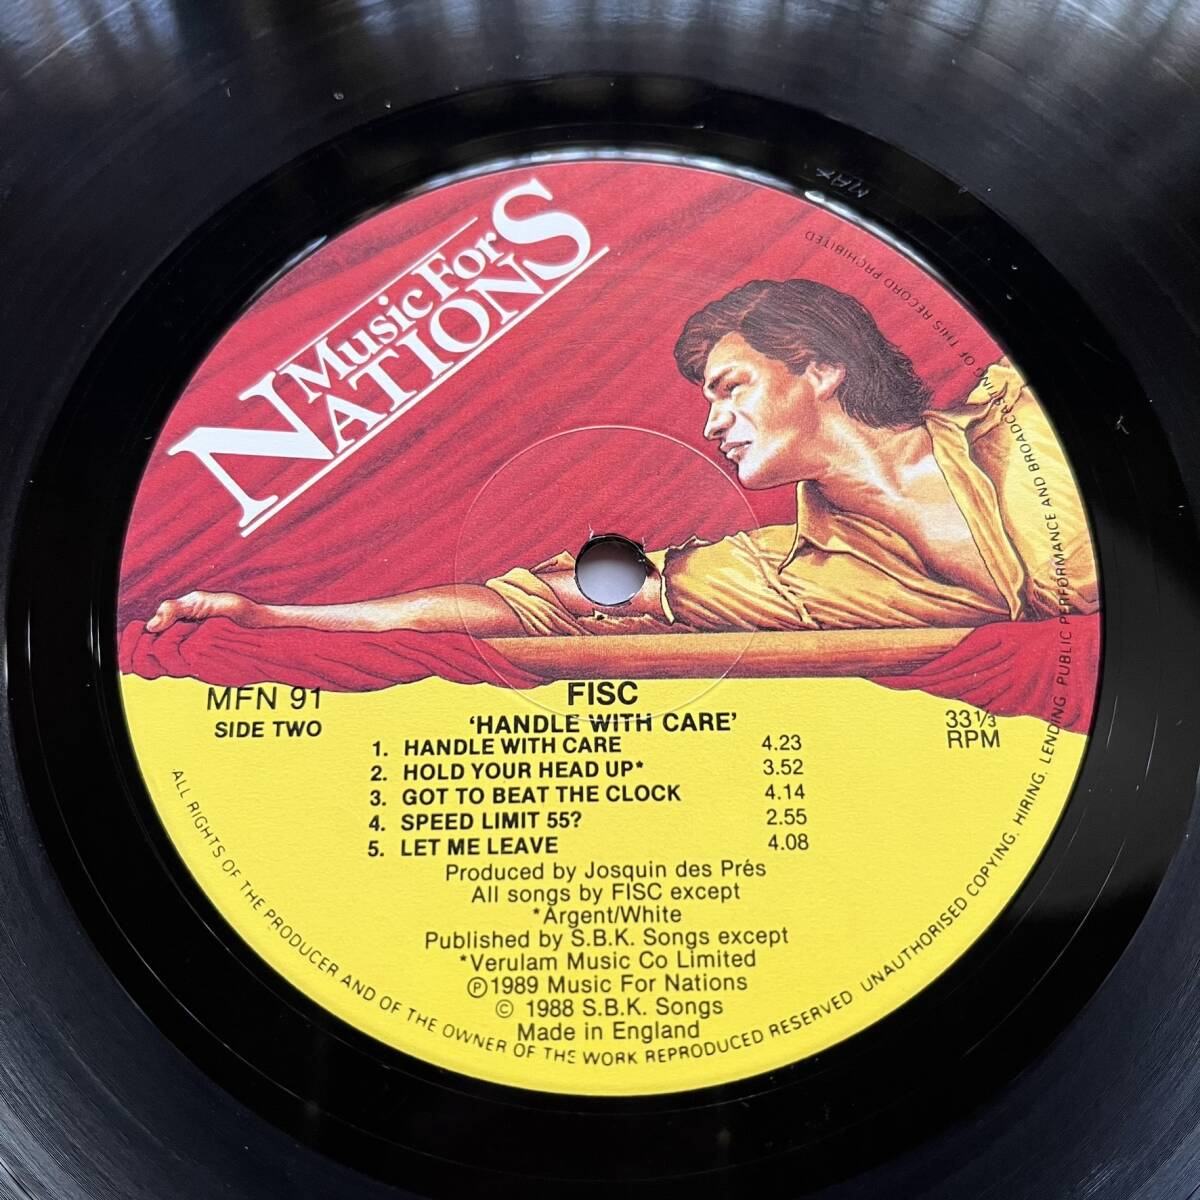 Music For
NATIONS
MFN 91
SIDE TWO
FISC
'HANDLE WITH CARE'
33 1/3
RPM
1. HANDLE WITH CARE 4.23
2. HOLD YOUR HEAD UP* 3.52
3. GOT TO BEAT THE CLOCK 4.14
4. SPEED LIMIT 55? 2.55
5. LET ME LEAVE 4.08
Produced by Josquin des Prés
All songs by FISC except
*Argent/White
Published by S.B.K. Songs except
*Verulam Music Co Limited
Ⓟ1989 Music For Nations
© 1988 S.B.K. Songs
Made in England
ALL RIGHTS OF THE PRODUCER AND OF THE OWNER OF THE WORK REPRODUCED RESERVED UNAUTHORISED COPYING, HIRING, LENDING, PUBLIC PERFORMANCE AND BROADCASTING OF THIS RECORD PROHIBITED
MAX